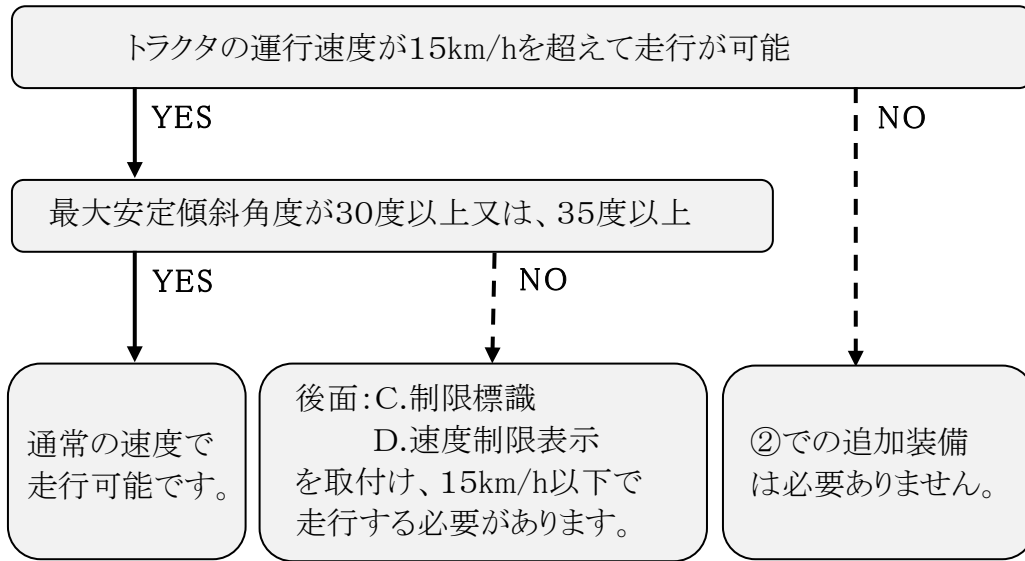 トラクタの運行速度が15km/hを超えて走行が可能
YES
NO
最大安定傾斜角度が30度以上又は、35度以上
YES
NO
通常の速度で
走行可能です。
後面：C.制限標識
D.速度制限表示
を取付け、15km/h以下で
走行する必要があります。
②での追加装備
は必要ありません。